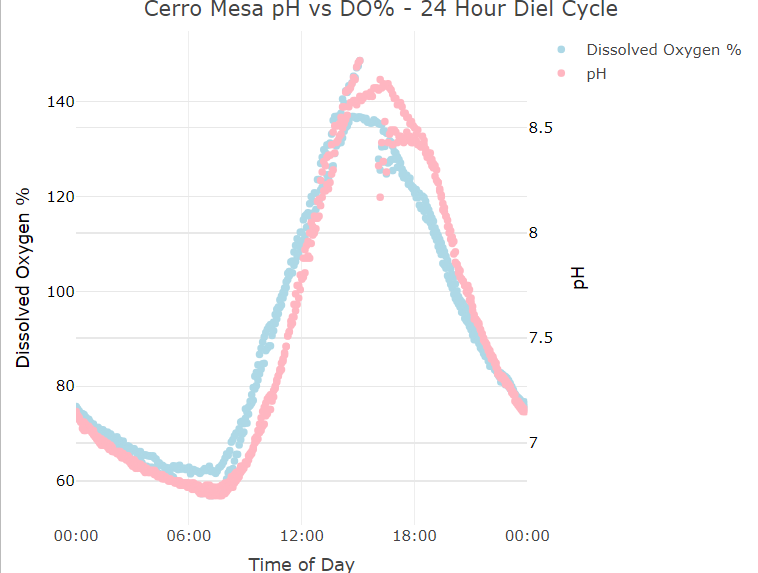 Cerro Mesa pH vs DO% - 24 Hour Diel Cycle
Dissolved Oxygen %
pH
140
120
100
80
60
Dissolved Oxygen %
8.5
8
7.5
7
pH
00:00 06:00 12:00 18:00 00:00
Time of Day